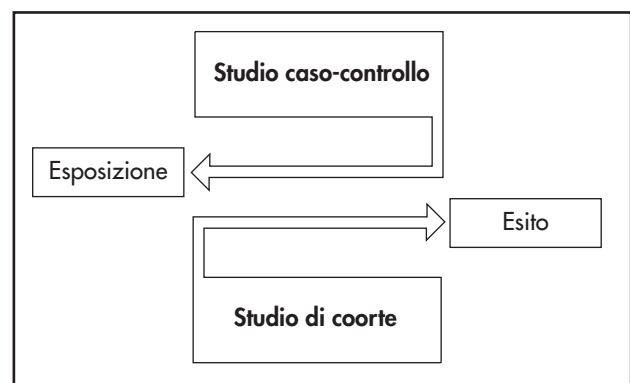 Studio caso-controllo
Esposizione
Esito
Studio di coorte